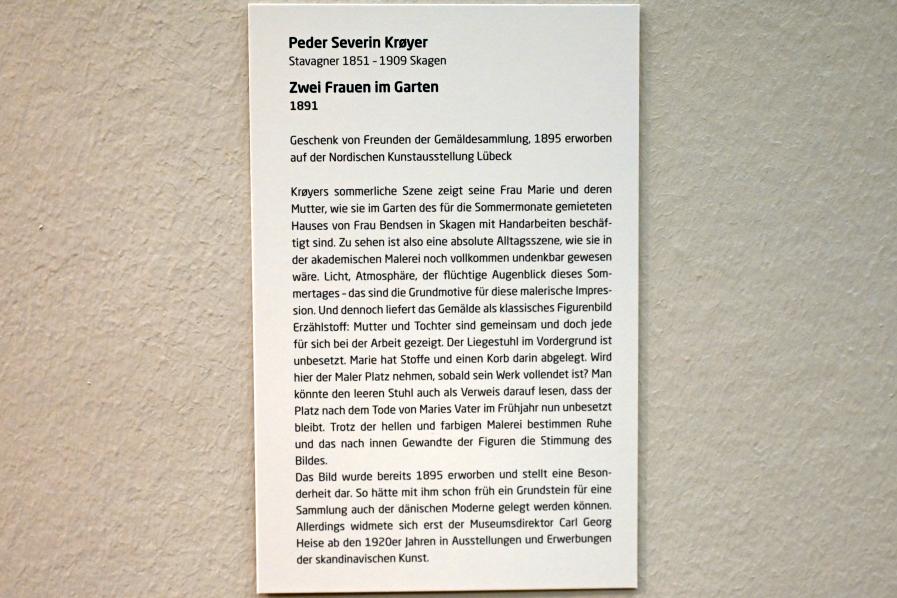 Peder Severin Krøyer
Stavagner 1851 - 1909 Skagen
Zwei Frauen im Garten
1891
Geschenk von Freunden der Gemäldesammlung, 1895 erworben
auf der Nordischen Kunstausstellung Lübeck
Krøyers sommerliche Szene zeigt seine Frau Marie und deren
Mutter, wie sie im Garten des für die Sommermonate gemieteten
Hauses von Frau Bendsen in Skagen mit Handarbeiten beschäf-
tigt sind. Zu sehen ist also eine absolute Alltagsszene, wie sie in
der akademischen Malerei noch vollkommen undenkbar gewesen
wäre. Licht, Atmosphäre, der flüchtige Augenblick dieses Som-
mertages – das sind die Grundmotive für diese malerische Impres-
sion. Und dennoch liefert das Gemälde als klassisches Figurenbild
Erzählstoff: Mutter und Tochter sind gemeinsam und doch jede
für sich bei der Arbeit gezeigt. Der Liegestuhl im Vordergrund ist
unbesetzt. Marie hat Stoffe und einen Korb darin abgelegt. Wird
hier der Maler Platz nehmen, sobald sein Werk vollendet ist? Man
könnte den leeren Stuhl auch als Verweis darauf lesen, dass der
Platz nach dem Tode von Maries Vater im Frühjahr nun unbesetzt
bleibt. Trotz der hellen und farbigen Malerei bestimmen Ruhe
und das nach innen Gewandte der Figuren die Stimmung des
Bildes.
Das Bild wurde bereits 1895 erworben und stellt eine Beson-
derheit dar. So hätte mit ihm schon früh ein Grundstein für eine
Sammlung auch der dänischen Moderne gelegt werden können.
Allerdings widmete sich erst der Museumsdirektor Carl Georg
Heise ab den 1920er Jahren in Ausstellungen und Erwerbungen
der skandinavischen Kunst.